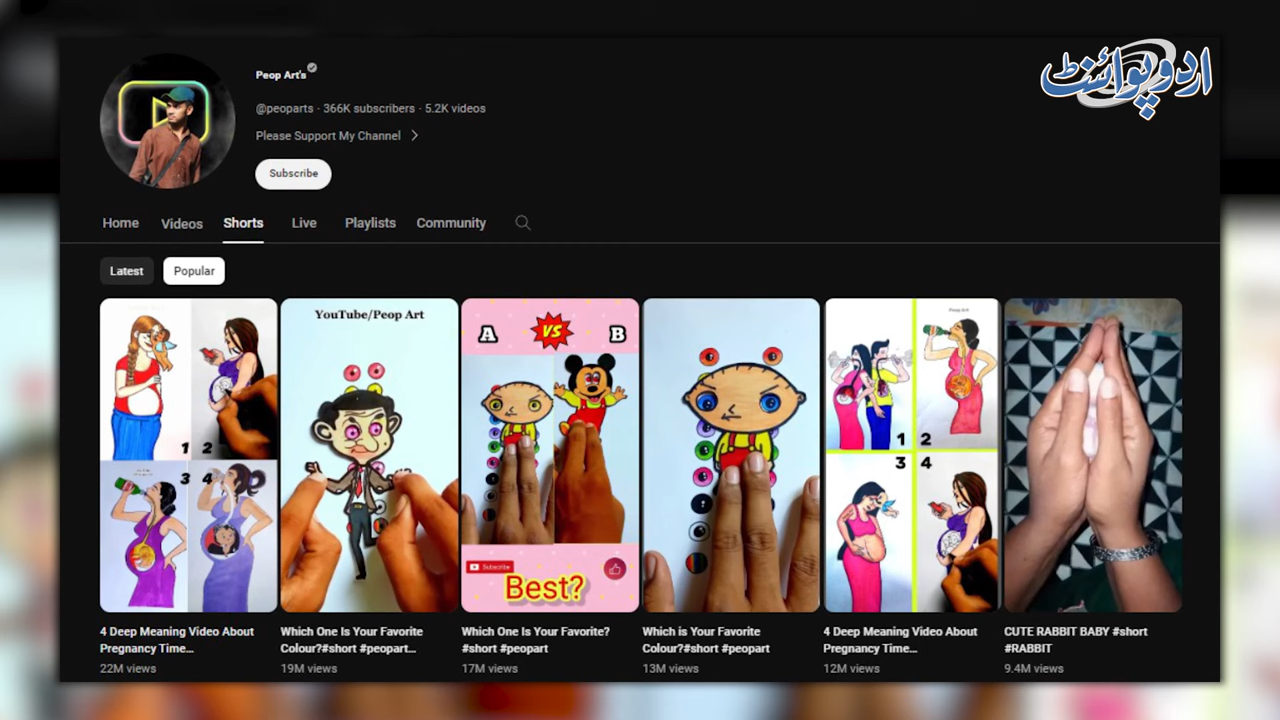 اردو پوائنٹ
Peop Art's
@peoparts · 366K subscribers · 5.2K videos
Please Support My Channel
Subscribe
Home Videos Shorts Live Playlists Community
Latest Popular
1 2
3 4
YouTube/Peop Art
A VS B
Subscribe
Best?
Peop Art
1 2
3 4
4 Deep Meaning Video About
Pregnancy Time...
22M views
Which One Is Your Favorite
Colour?#short #peopart...
19M views
Which One Is Your Favorite?
#short #peopart
17M views
Which is Your Favorite
Colour?#short #peopart
13M views
4 Deep Meaning Video About
Pregnancy Time...
12M views
CUTE RABBIT BABY #short
#RABBIT
9.4M views